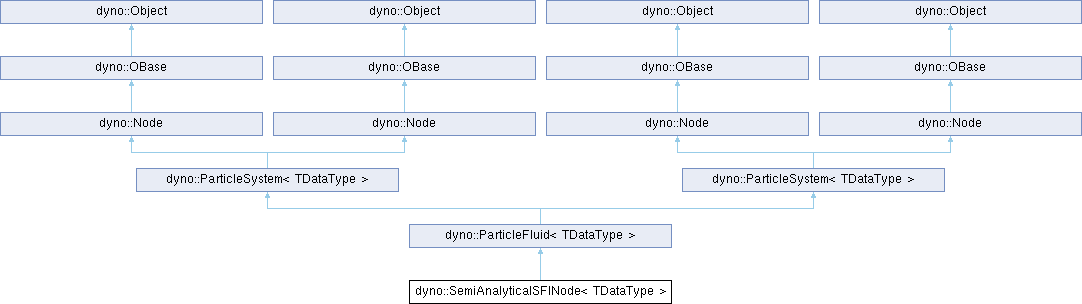 dyno::Object dyno::Object dyno::Object dyno::Object
dyno::OBase dyno::OBase dyno::OBase dyno::OBase
dyno::Node dyno::Node dyno::Node dyno::Node
dyno::ParticleSystem< TDataType > dyno::ParticleSystem< TDataType >
dyno::ParticleFluid< TDataType >
dyno::SemiAnalyticalSFINode< TDataType >